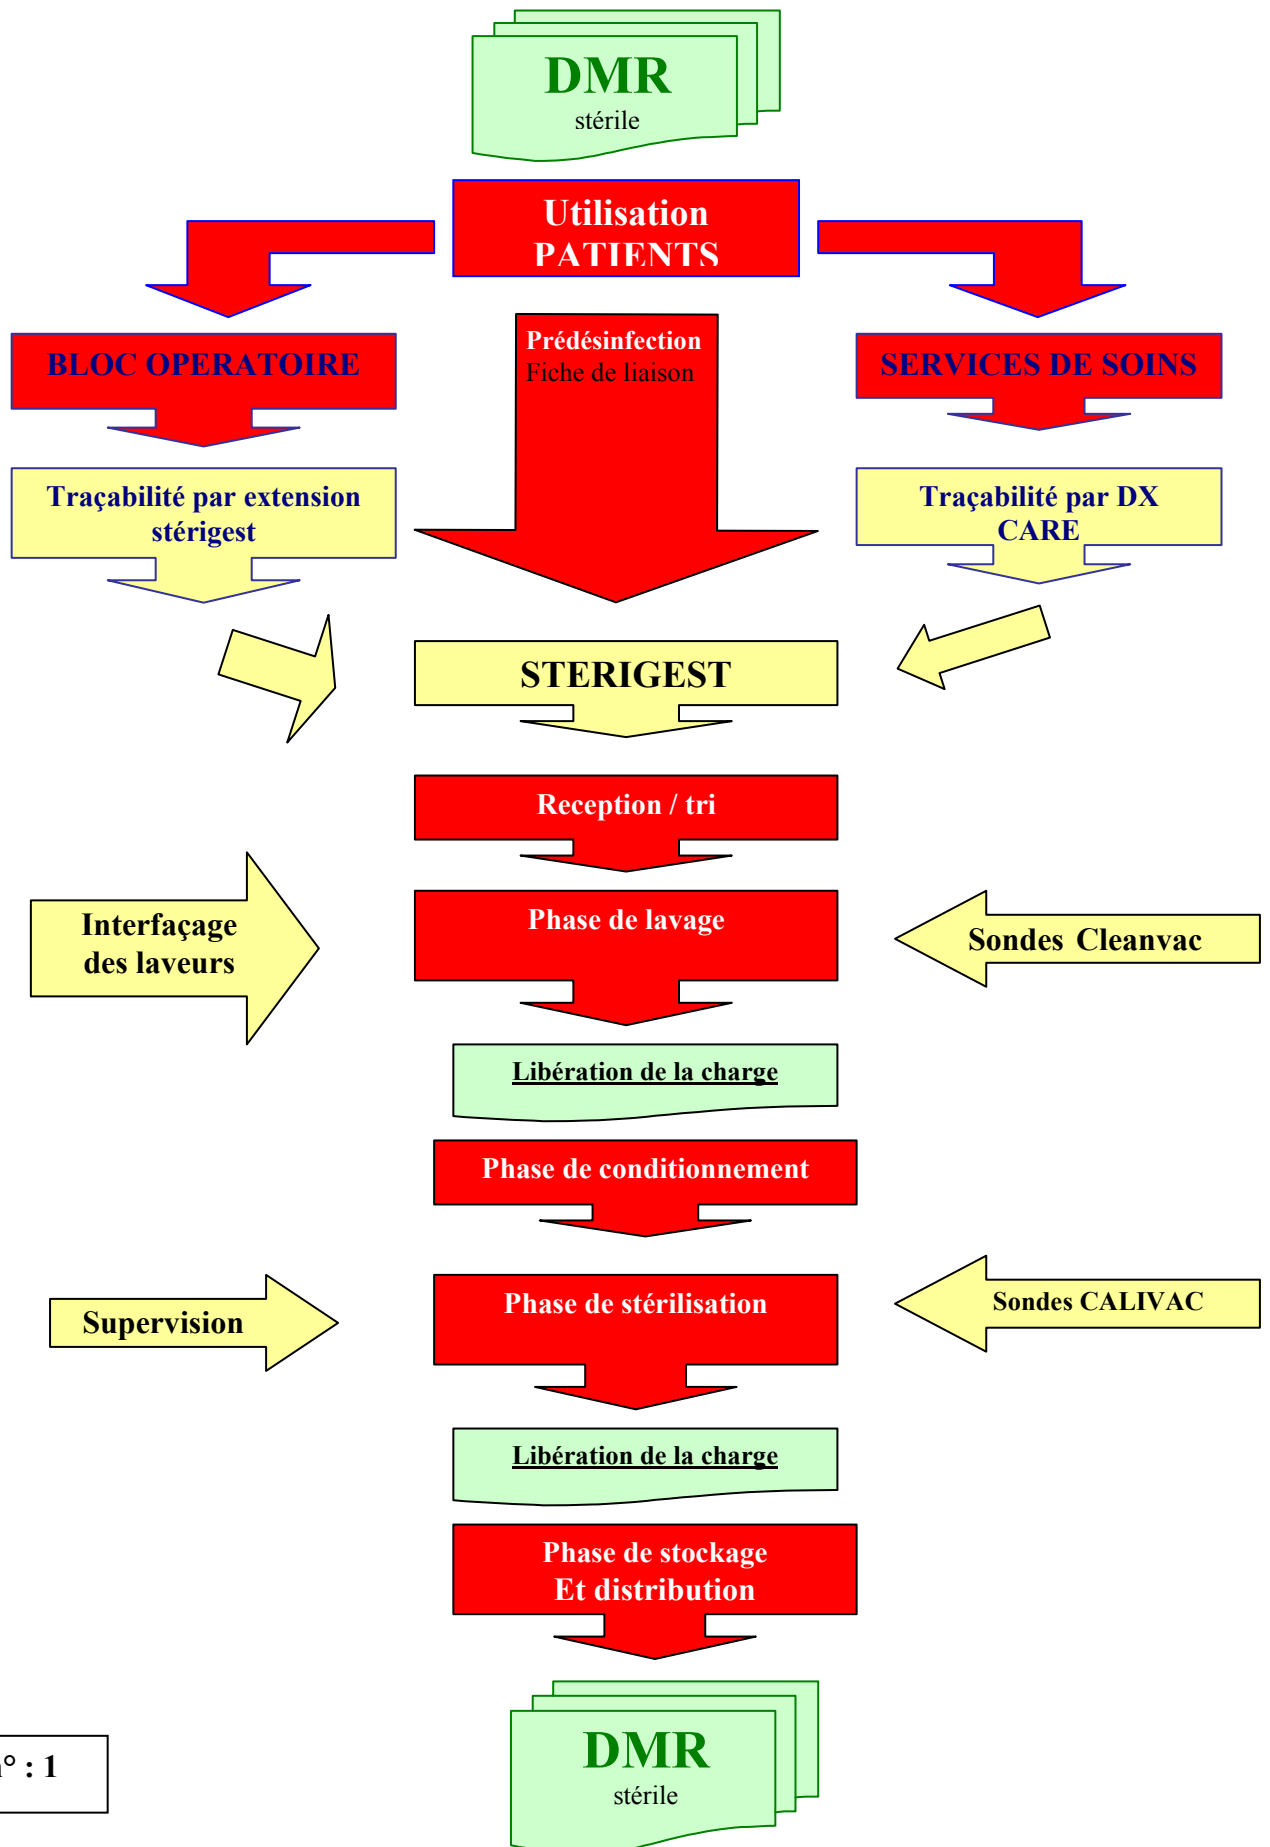 DMR
stérile
Utilisation
PATIENTS
Prédésinfection
Fiche de liaison
BLOC OPERATOIRE
SERVICES DE SOINS
Traçabilité par extension
stérigest
Traçabilité par DX
CARE
STERIGEST
Reception / tri
Interfaçage
des laveurs
Phase de lavage
Sondes Cleanvac
Libération de la charge
Phase de conditionnement
Supervision
Phase de stérilisation
Sondes CALIVAC
Libération de la charge
Phase de stockage
Et distribution
DMR
stérile
° : 1